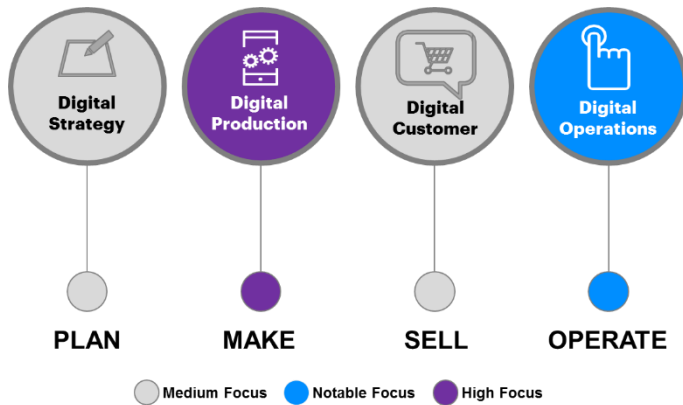 Digital
Strategy
Digital
Production
Digital
Customer
Digital
Operations
PLAN
MAKE
SELL
OPERATE
Medium Focus
Notable Focus
High Focus